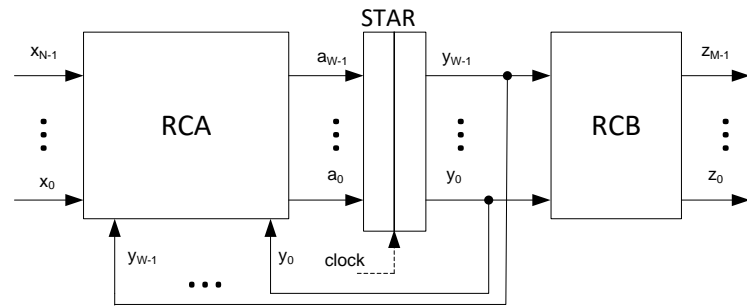 STAR
x_{N-1} a_{W-1} y_{W-1} z_{M-1}
RCA RCB
x_0 a_0 y_0 z_0
y_{W-1} y_0 clock